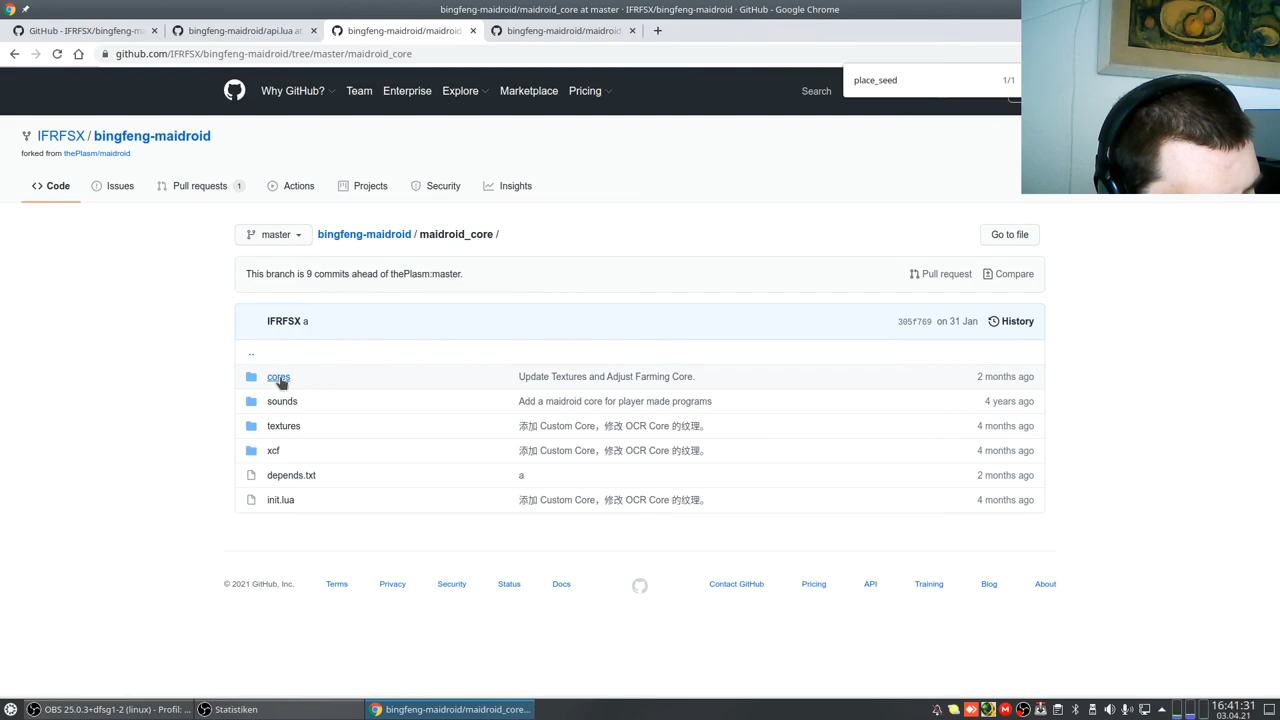 bingfeng-maidroid/maidroid_core at master · IFRFSX/bingfeng-maidroid · GitHub - Google Chrome
GitHub - IFRFSX/bingfeng-m
bingfeng-maidroid/api.lua at
bingfeng-maidroid/maidroid
bingfeng-maidroid/maidroid
github.com/IFRFSX/bingfeng-maidroid/tree/master/maidroid_core
place_seed
1/1
Why GitHub?
Team
Enterprise
Explore
Marketplace
Pricing
Search
IFRFSX / bingfeng-maidroid
forked from thePlasm/maidroid
Code
Issues
Pull requests 1
Actions
Projects
Security
Insights
master
bingfeng-maidroid / maidroid_core /
Go to file
This branch is 9 commits ahead of thePlasm:master.
Pull request
Compare
IFRFSX a
305f769 on 31 Jan
History
..
cores Update Textures and Adjust Farming Core. 2 months ago
sounds Add a maidroid core for player made programs 4 years ago
textures 添加 Custom Core，修改 OCR Core 的纹理。 4 months ago
xcf 添加 Custom Core，修改 OCR Core 的纹理。 4 months ago
depends.txt a 2 months ago
init.lua 添加 Custom Core，修改 OCR Core 的纹理。 4 months ago
© 2021 GitHub, Inc.
Terms
Privacy
Security
Status
Docs
Contact GitHub
Pricing
API
Training
Blog
About
OBS 25.0.3+dfsg1-2 (linux) - Profil: ...
Statistiken
bingfeng-maidroid/maidroid_core...
16:41:31
03.04.21